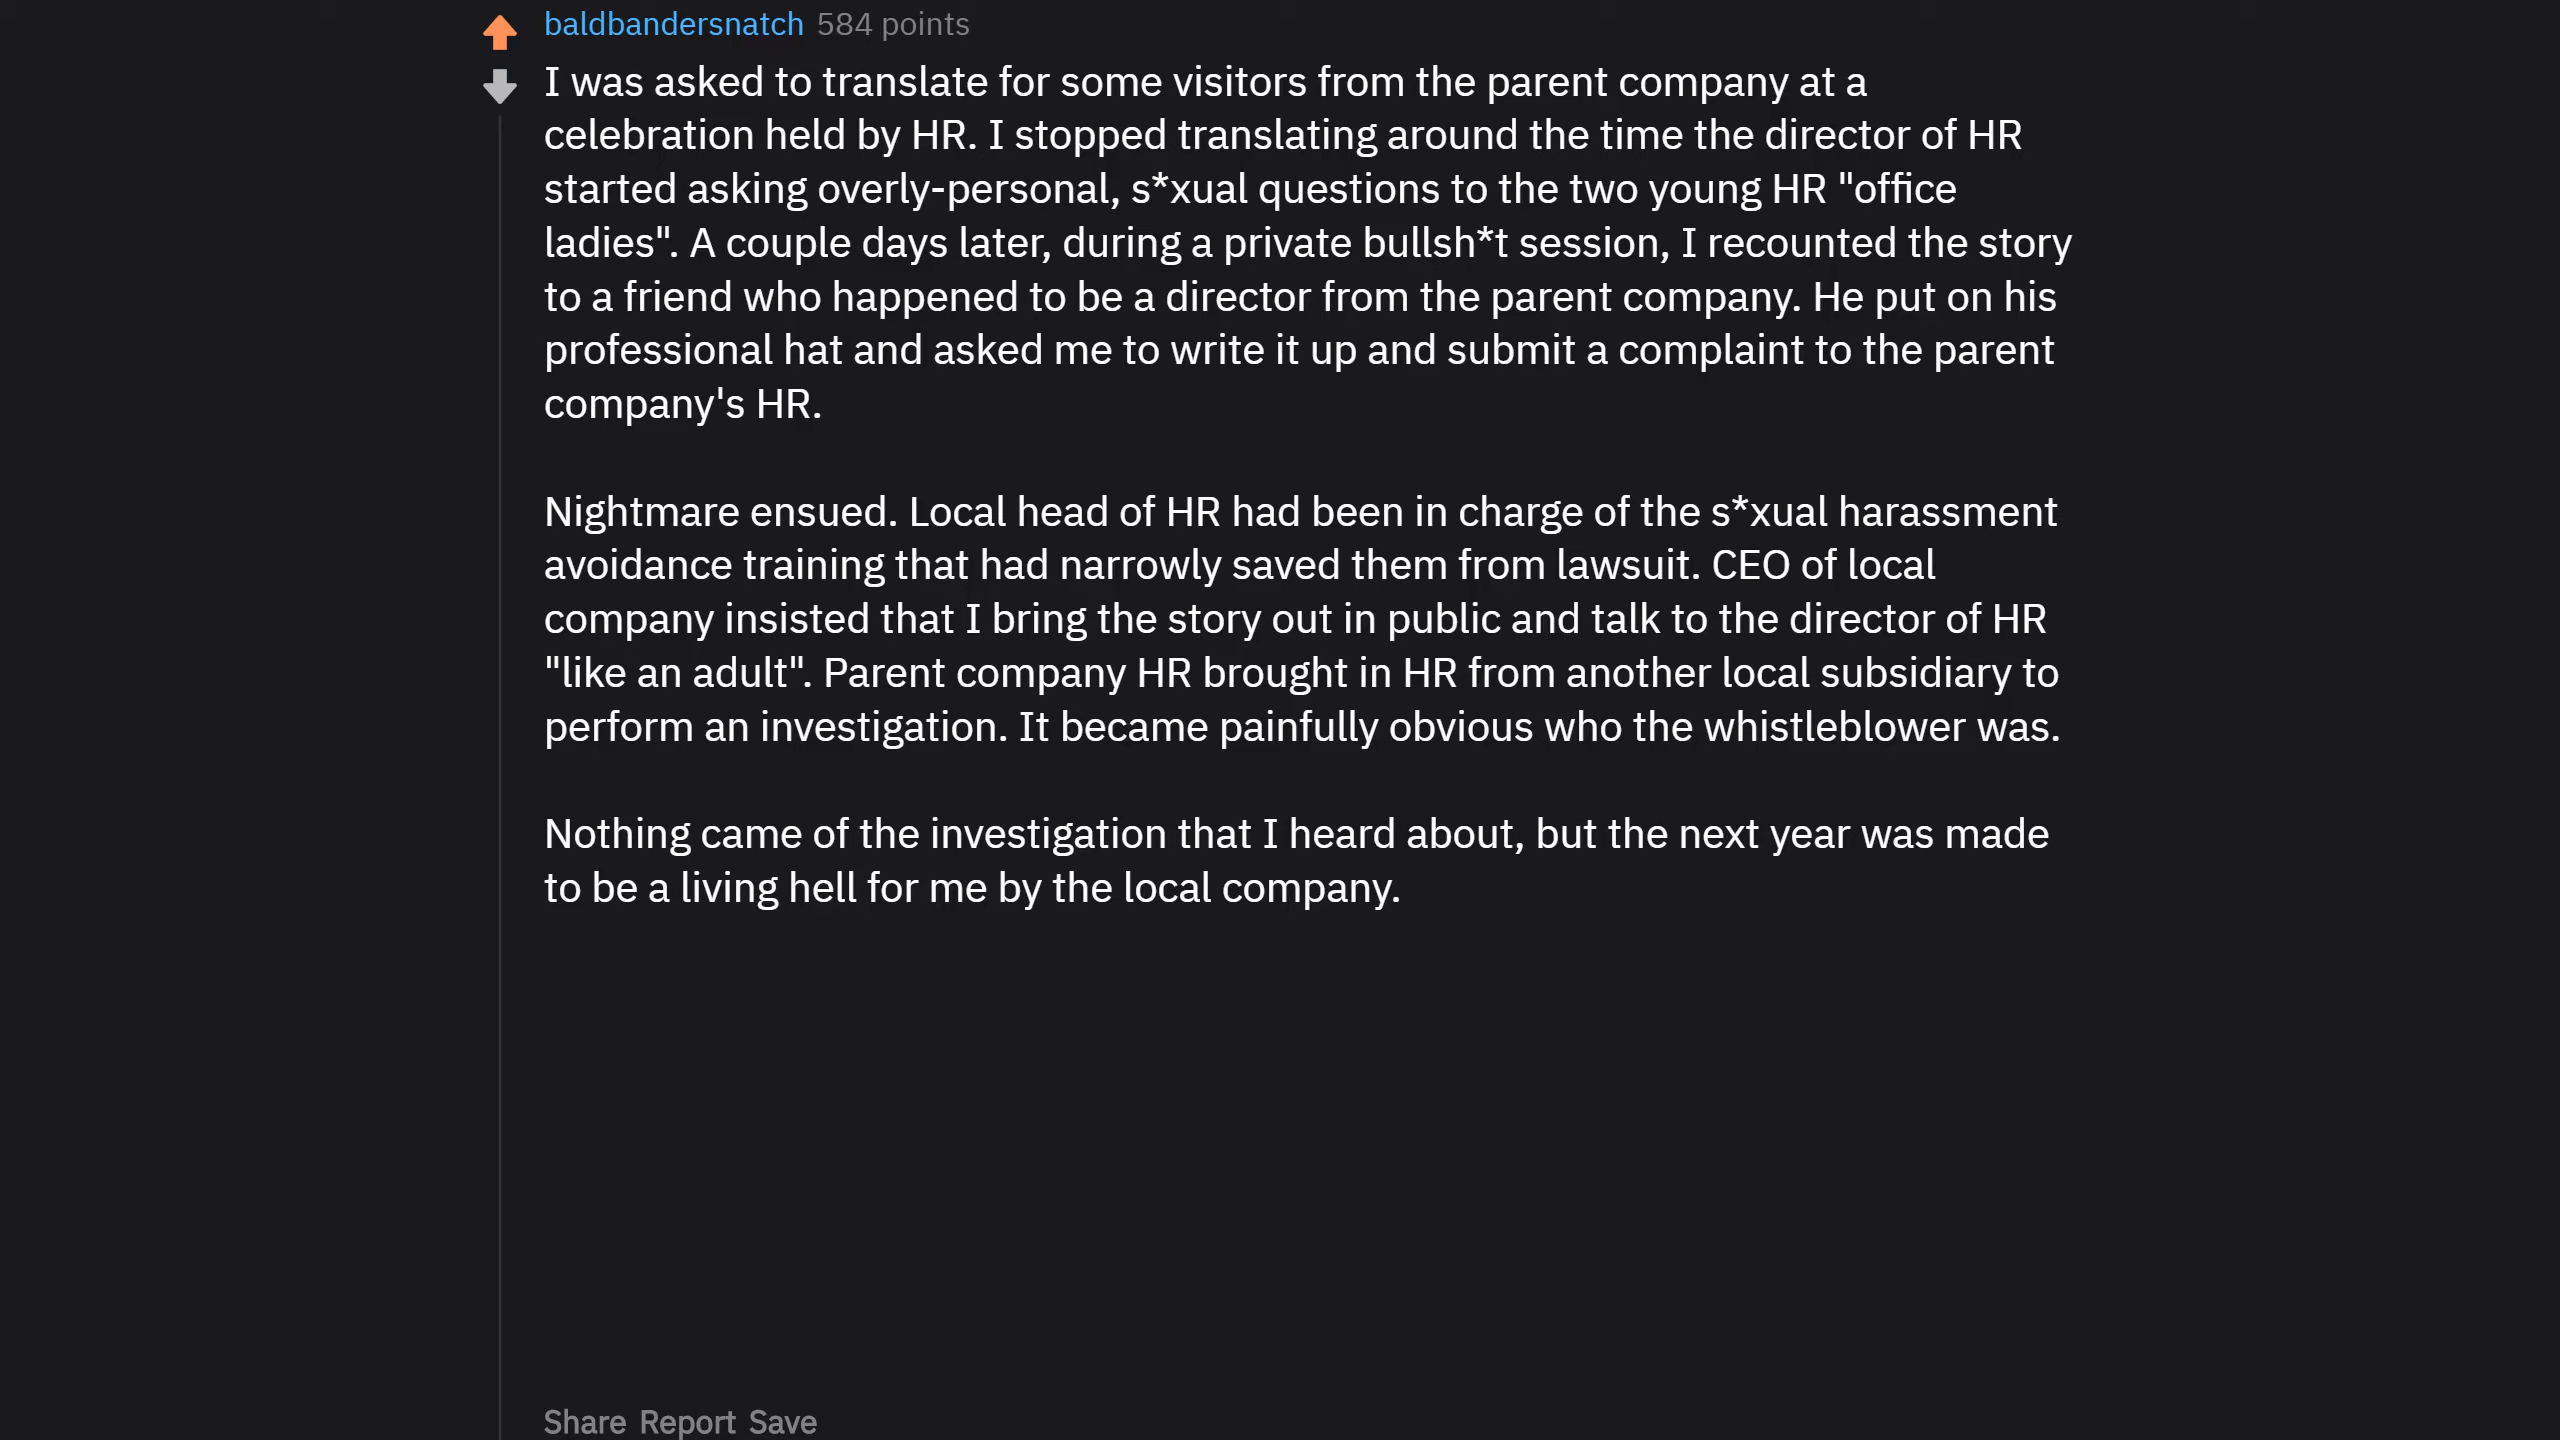 baldbandersnatch 584 points
I was asked to translate for some visitors from the parent company at a
celebration held by HR. I stopped translating around the time the director of HR
started asking overly-personal, s*xual questions to the two young HR "office
ladies". A couple days later, during a private bullsh*t session, I recounted the story
to a friend who happened to be a director from the parent company. He put on his
professional hat and asked me to write it up and submit a complaint to the parent
company's HR.
Nightmare ensued. Local head of HR had been in charge of the s*xual harassment
avoidance training that had narrowly saved them from lawsuit. CEO of local
company insisted that I bring the story out in public and talk to the director of HR
"like an adult". Parent company HR brought in HR from another local subsidiary to
perform an investigation. It became painfully obvious who the whistleblower was.
Nothing came of the investigation that I heard about, but the next year was made
to be a living hell for me by the local company.
Share Report Save